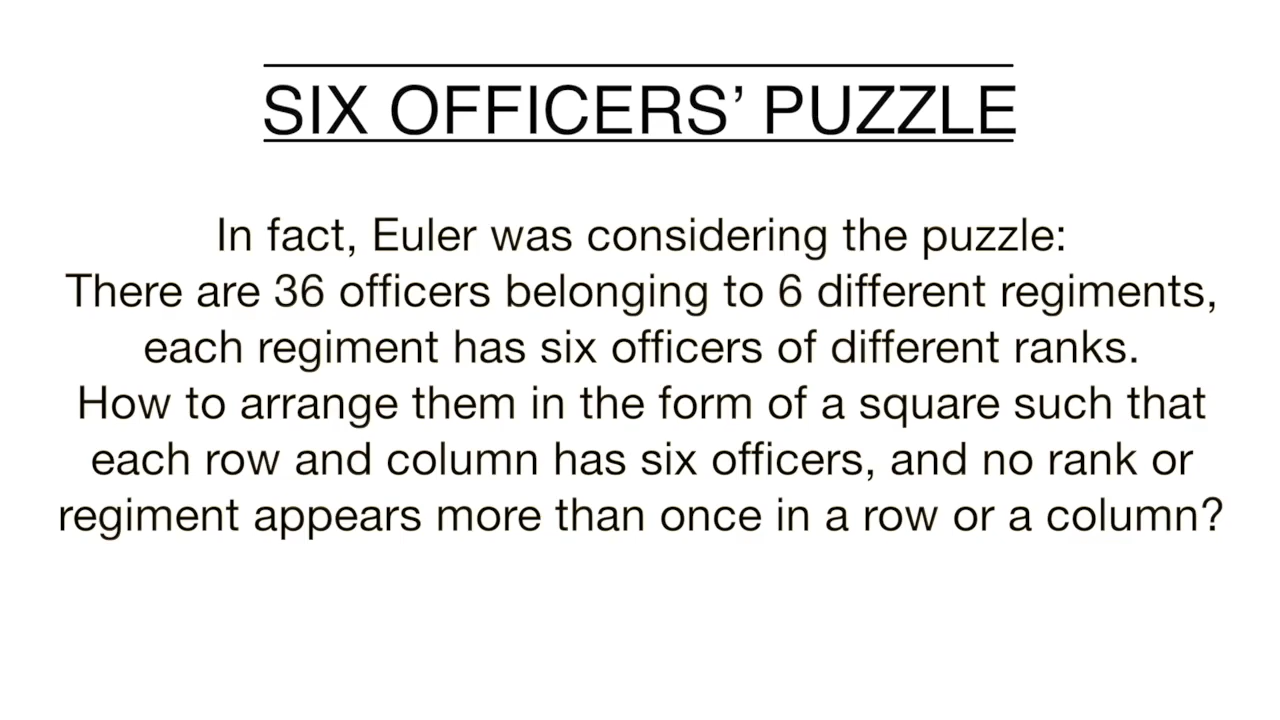 SIX OFFICERS’ PUZZLE
In fact, Euler was considering the puzzle:
There are 36 officers belonging to 6 different regiments,
each regiment has six officers of different ranks.
How to arrange them in the form of a square such that
each row and column has six officers, and no rank or
regiment appears more than once in a row or a column?